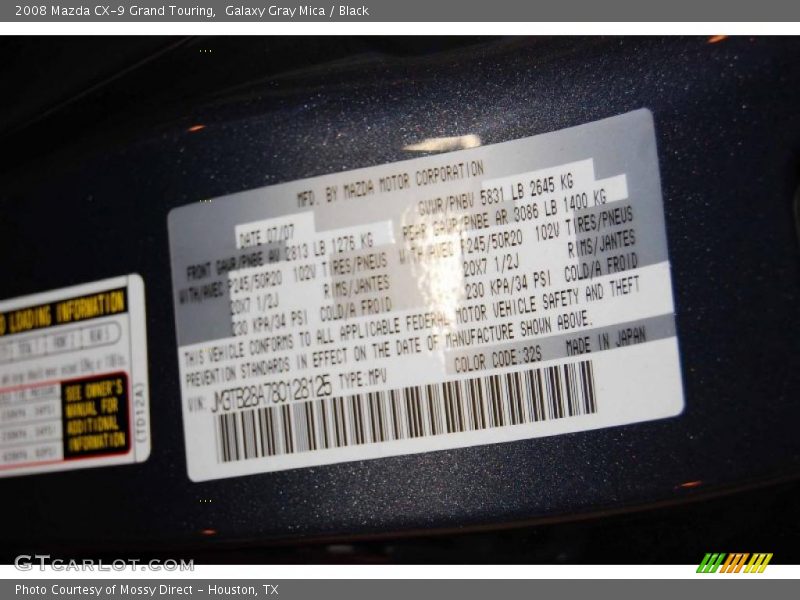 2008 Mazda CX-9 Grand Touring,  Galaxy Gray Mica / Black
MFD. BY MAZDA MOTOR CORPORATION
DATE 07/07
GVWR/PNBV 5831 LB 2645 KG
FRONT GAWR/PNBE AV 2813 LB 1276 KG
REAR GAWR/PNBE AR 3086 LB 1400 KG
WITH/AVEC P245/50R20 102V TIRES/PNEUS
WITH/AVEC P245/50R20 102V TIRES/PNEUS
20X7 1/2J RIMS/JANTES
20X7 1/2J RIMS/JANTES
230 KPA/34 PSI COLD/A FROID
230 KPA/34 PSI COLD/A FROID
THIS VEHICLE CONFORMS TO ALL APPLICABLE FEDERAL MOTOR VEHICLE SAFETY AND THEFT
PREVENTION STANDARDS IN EFFECT ON THE DATE OF MANUFACTURE SHOWN ABOVE.
COLOR CODE:32S MADE IN JAPAN
VIN: JM3TB28A780128125 TYPE:MPV
LOADING INFORMATION
SEE OWNER'S
MANUAL FOR
ADDITIONAL
INFORMATION
(TD12A)
GTcarlot.com
Photo Courtesy of Mossy Direct - Houston, TX